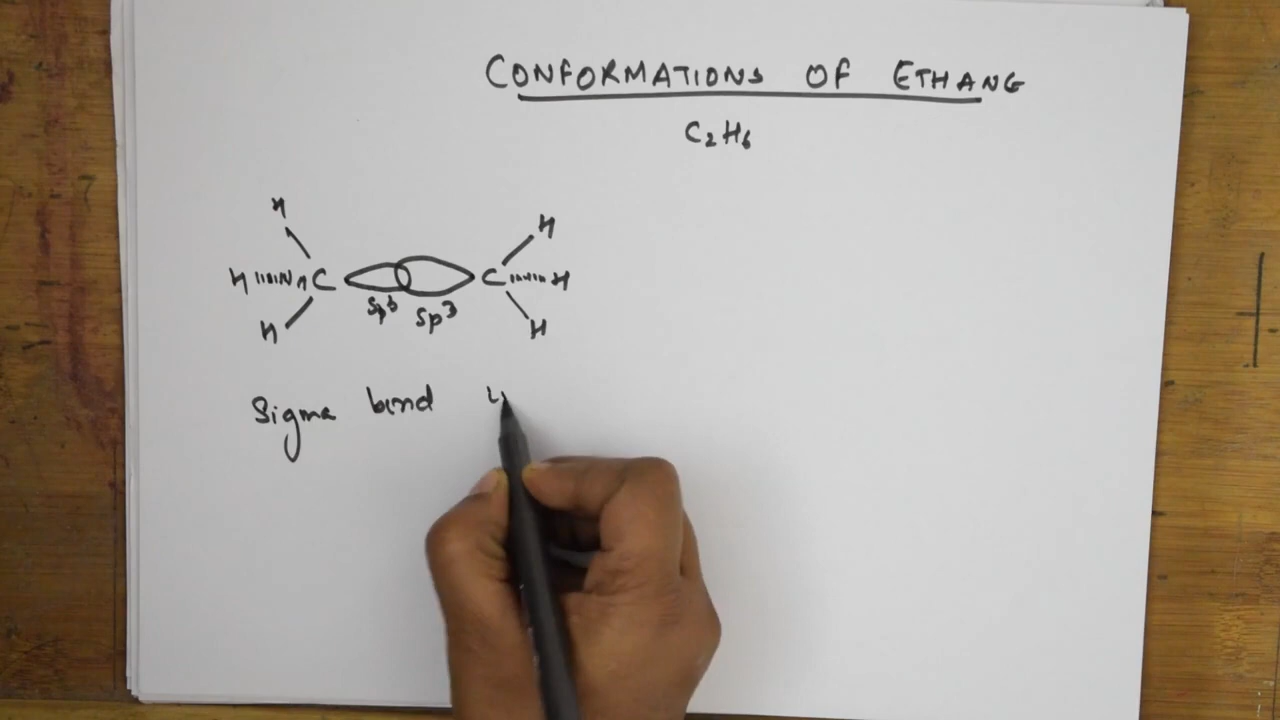 CONFORMATIONS OF ETHANE
C₂H₆
H H
H C C H
sp³ sp³
H H
Sigma bond